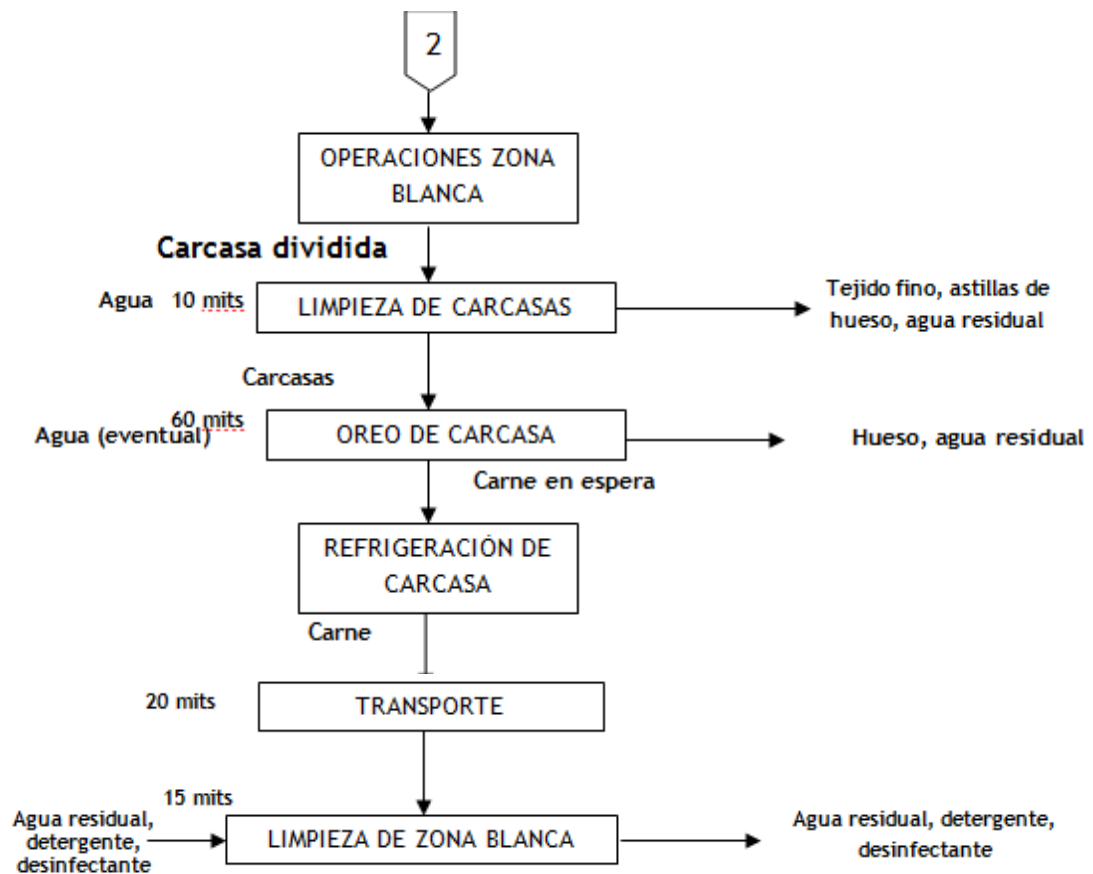 2
OPERACIONES ZONA
BLANCA
Carcasa dividida
Agua 10 mits
LIMPIEZA DE CARCASAS
Tejido fino, astillas de
hueso, agua residual
Carcasas
60 mits
Agua (eventual)
OREO DE CARCASA
Hueso, agua residual
Carne en espera
REFRIGERACIÓN DE
CARCASA
Carne
20 mits
TRANSPORTE
15 mits
Agua residual,
detergente,
desinfectante
LIMPIEZA DE ZONA BLANCA
Agua residual, detergente,
desinfectante